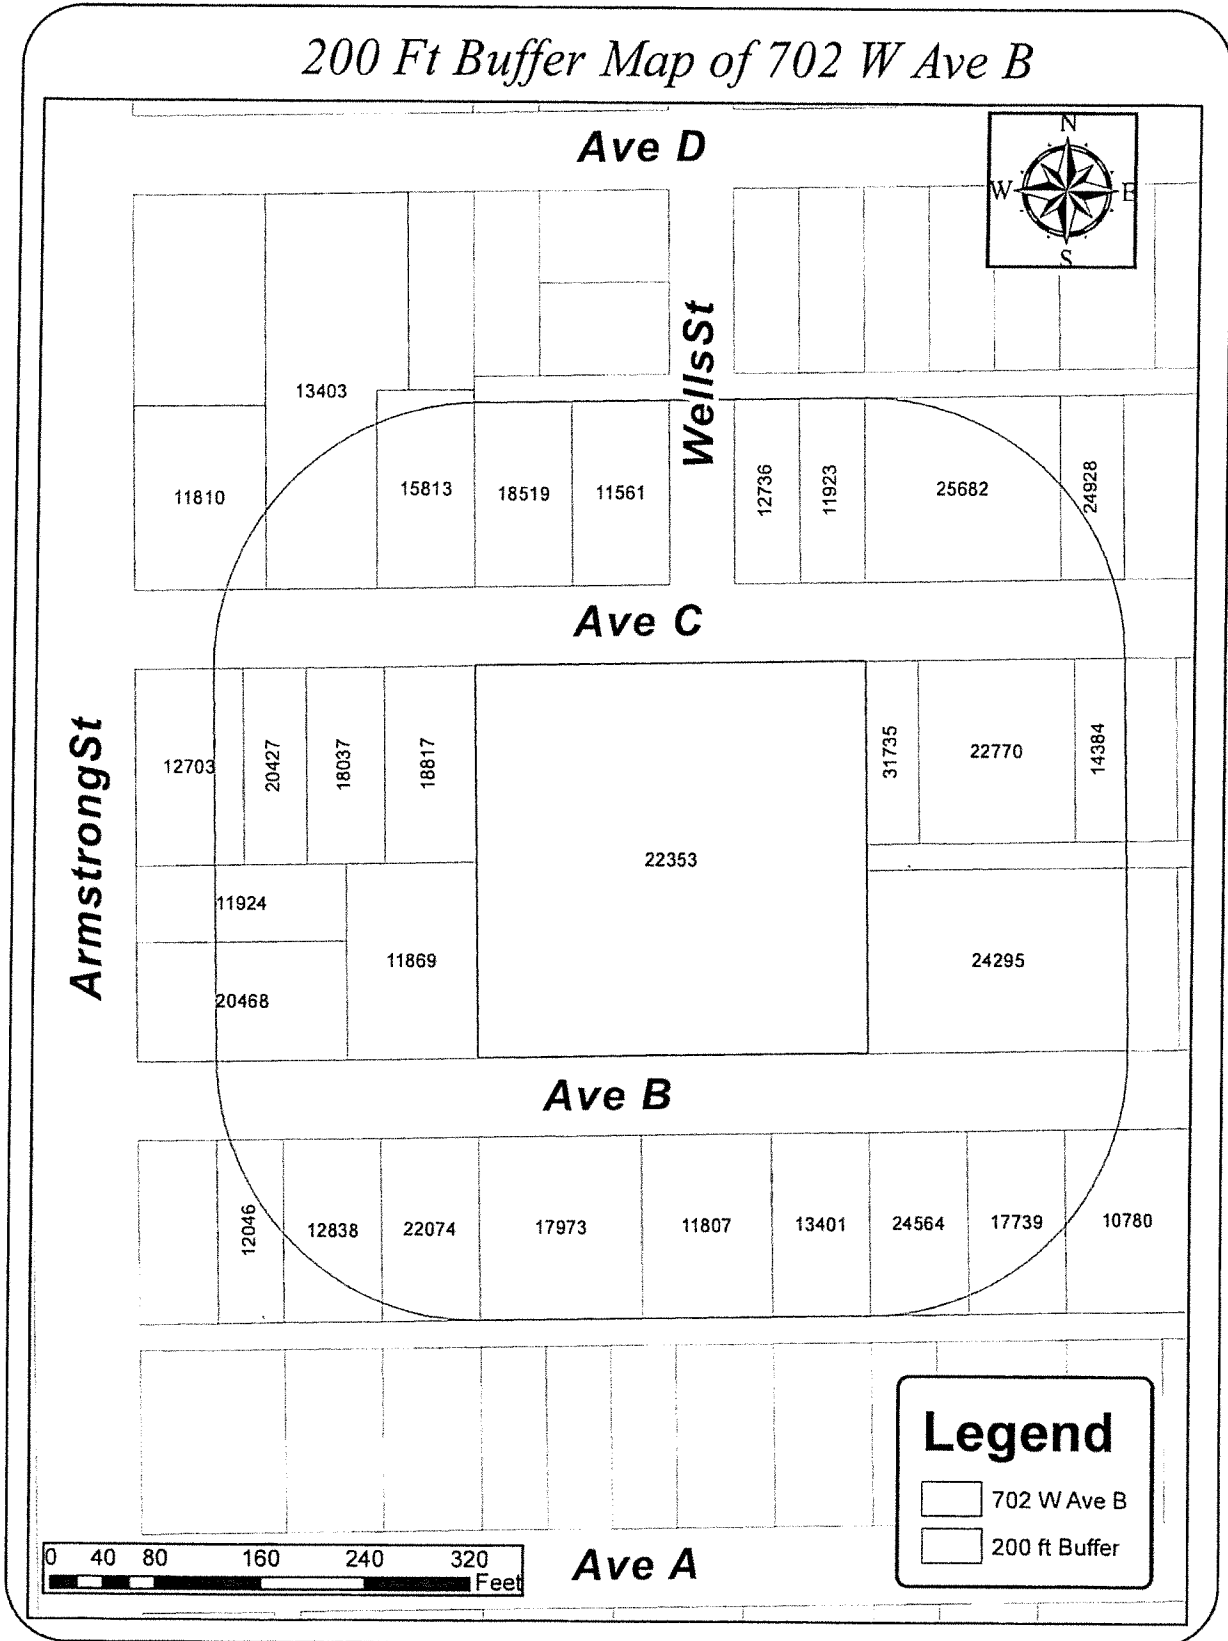 200 Ft Buffer Map of 702 W Ave B
N
W
E
S
Ave D
WellsSt
13403
11810
15813
18519
11561
12736
11923
25682
24928
Ave C
ArmstrongSt
12703
20427
18037
18817
31735
22770
14384
22353
11924
11869
24295
20468
Ave B
12046
12838
22074
17973
11807
13401
24564
17739
10780
Legend
702 W Ave B
200 ft Buffer
0 40 80 160 240 320
Feet
Ave A